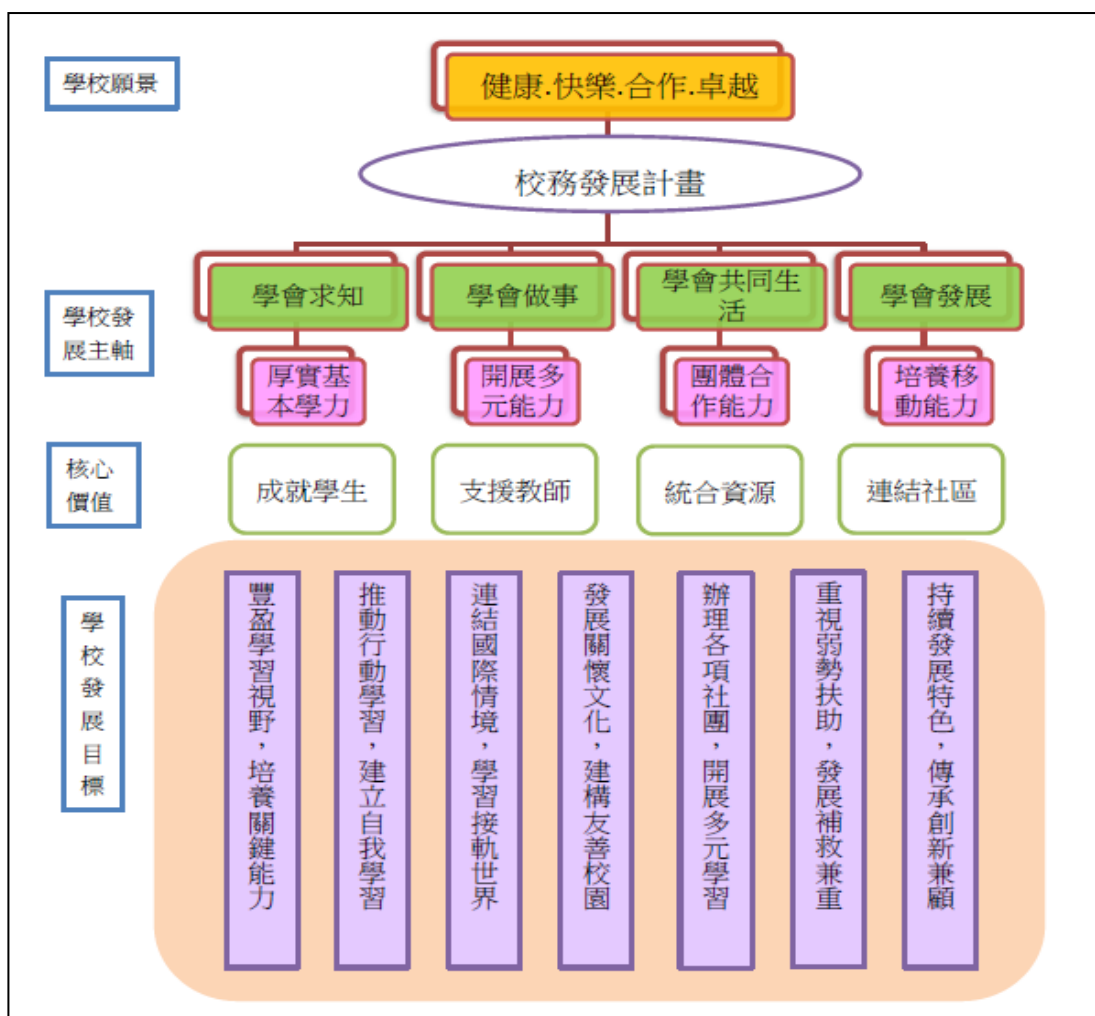 學校願景
健康.快樂.合作.卓越
校務發展計畫
學校發
展主軸
學會求知
學會做事
學會共同生
活
學會發展
厚實基
本學力
開展多
元能力
團體合
作能力
培養移
動能力
核心
價值
成就學生
支援教師
統合資源
連結社區
學校發展目標
豐盈學習視野，培養關鍵能力
推動行動學習，建立自我學習
連結國際情境，學習接軌世界
發展關懷文化，建構友善校園
辦理各項社團，開展多元學習
重視弱勢扶助，發展補救兼重
持續發展特色，傳承創新兼顧